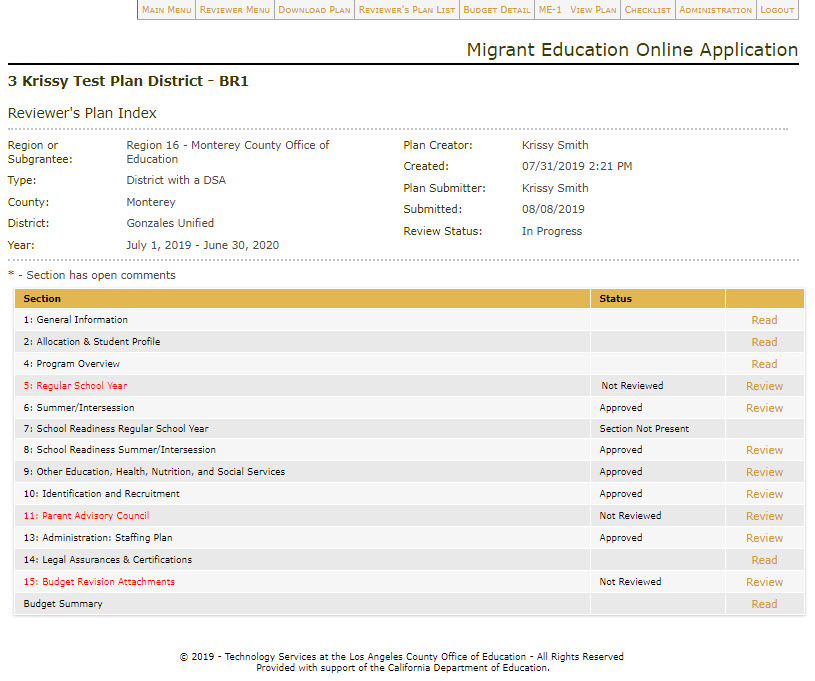 Main Menu Reviewer Menu Download Plan Reviewer's Plan List Budget Detail ME-1 View Plan Checklist Administration Logout
Migrant Education Online Application
3 Krissy Test Plan District - BR1
Reviewer's Plan Index
Region or Subgrantee: Region 16 - Monterey County Office of Education
Type: District with a DSA
County: Monterey
District: Gonzales Unified
Year: July 1, 2019 - June 30, 2020
Plan Creator: Krissy Smith
Created: 07/31/2019 2:21 PM
Plan Submitter: Krissy Smith
Submitted: 08/08/2019
Review Status: In Progress
* - Section has open comments
Section Status
1: General Information Read
2: Allocation & Student Profile Read
4: Program Overview Read
5: Regular School Year Not Reviewed Review
6: Summer/Intersession Approved Review
7: School Readiness Regular School Year Section Not Present
8: School Readiness Summer/Intersession Approved Review
9: Other Education, Health, Nutrition, and Social Services Approved Review
10: Identification and Recruitment Approved Review
11: Parent Advisory Council Not Reviewed Review
13: Administration: Staffing Plan Approved Review
14: Legal Assurances & Certifications Read
15: Budget Revision Attachments Not Reviewed Review
Budget Summary Read
© 2019 - Technology Services at the Los Angeles County Office of Education - All Rights Reserved
Provided with support of the California Department of Education.